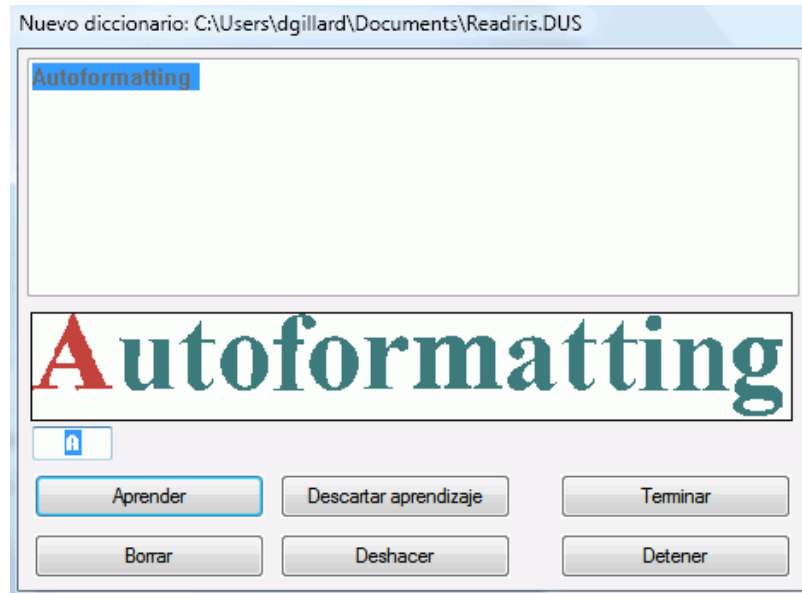 Nuevo diccionario: C:\Users\dgillard\Documents\Readiris.DUS
Autoformatting
Autoformatting
A
Aprender Descartar aprendizaje Terminar
Borrar Deshacer Detener